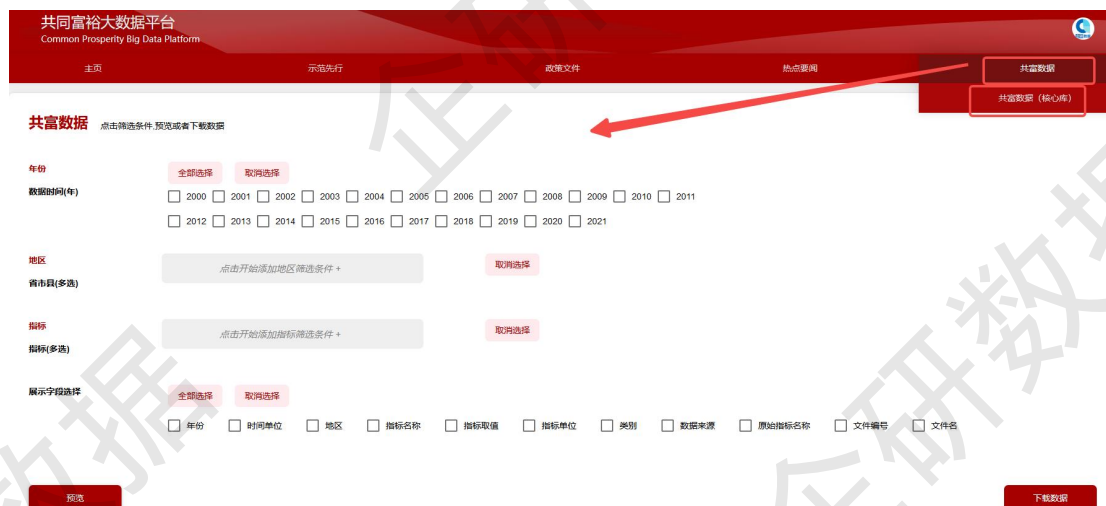 共同富裕大数据平台
Common Prosperity Big Data Platform
主页 示范先行 政策文件 热点要闻 共富数据
共富数据（核心库）
共富数据 点击筛选条件,预览或者下载数据
年份 全部选择 取消选择
数据时间(年) 2000 2001 2002 2003 2004 2005 2006 2007 2008 2009 2010 2011
2012 2013 2014 2015 2016 2017 2018 2019 2020 2021
地区 点击开始添加地区筛选条件 + 取消选择
省市县(多选)
指标 点击开始添加指标筛选条件 + 取消选择
指标(多选)
展示字段选择 全部选择 取消选择
年份 时间单位 地区 指标名称 指标取值 指标单位 类别 数据来源 原始指标名称 文件编号 文件名
预览 下载数据
企研数据